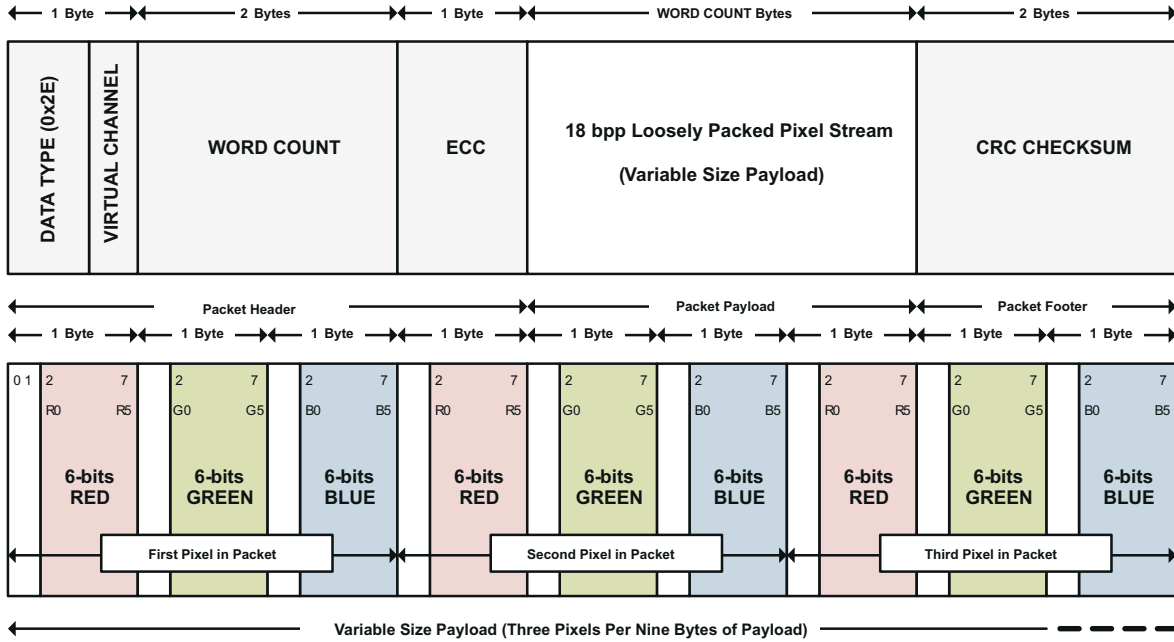 1 Byte 2 Bytes 1 Byte WORD COUNT Bytes 2 Bytes
DATA TYPE (0x2E)
VIRTUAL CHANNEL
WORD COUNT
ECC
18 bpp Loosely Packed Pixel Stream
(Variable Size Payload)
CRC CHECKSUM
Packet Header Packet Payload Packet Footer
1 Byte 1 Byte 1 Byte 1 Byte 1 Byte 1 Byte 1 Byte 1 Byte 1 Byte
0 1 2 7 2 7 2 7 2 7 2 7 2 7 2 7 2 7 2 7
R0 R5 G0 G5 B0 B5 R0 R5 G0 G5 B0 B5 R0 R5 G0 G5 B0 B5
6-bits 6-bits 6-bits 6-bits 6-bits 6-bits 6-bits 6-bits 6-bits
RED GREEN BLUE RED GREEN BLUE RED GREEN BLUE
First Pixel in Packet Second Pixel in Packet Third Pixel in Packet
Variable Size Payload (Three Pixels Per Nine Bytes of Payload)